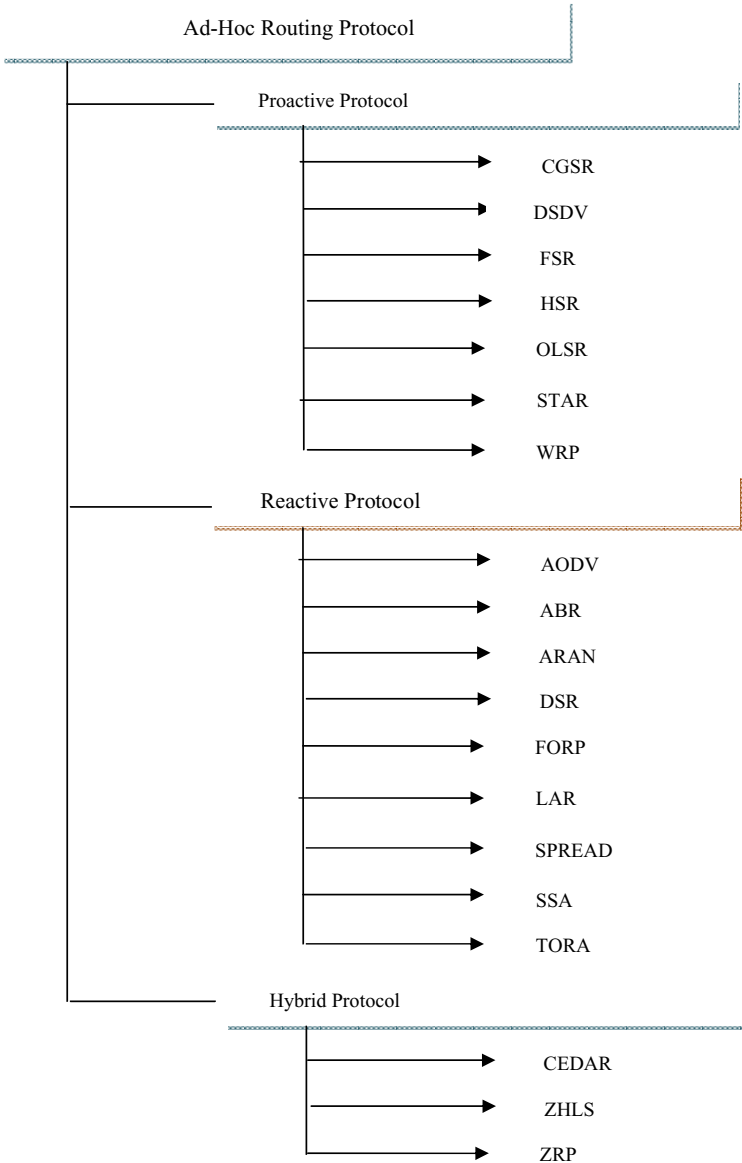 Ad-Hoc Routing Protocol
Proactive Protocol
CGSR
DSDV
FSR
HSR
OLSR
STAR
WRP
Reactive Protocol
AODV
ABR
ARAN
DSR
FORP
LAR
SPREAD
SSA
TORA
Hybrid Protocol
CEDAR
ZHLS
ZRP